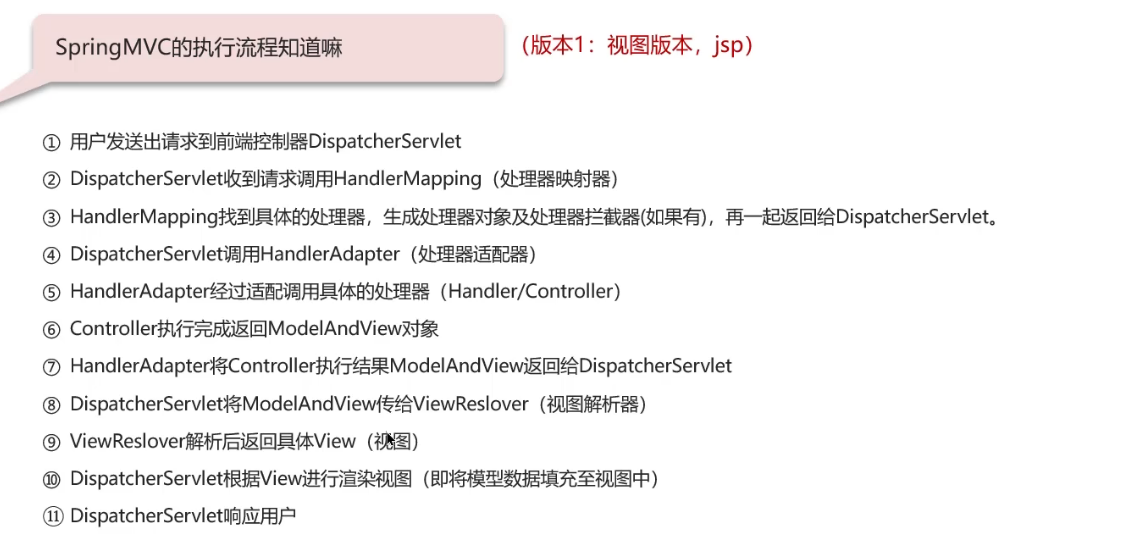 SpringMVC的执行流程知道嘛
（版本1：视图版本，jsp）
① 用户发送出请求到前端控制器DispatcherServlet
② DispatcherServlet收到请求调用HandlerMapping（处理器映射器）
③ HandlerMapping找到具体的处理器，生成处理器对象及处理器拦截器(如果有)，再一起返回给DispatcherServlet。
④ DispatcherServlet调用HandlerAdapter（处理器适配器）
⑤ HandlerAdapter经过适配调用具体的处理器（Handler/Controller）
⑥ Controller执行完成返回ModelAndView对象
⑦ HandlerAdapter将Controller执行结果ModelAndView返回给DispatcherServlet
⑧ DispatcherServlet将ModelAndView传给ViewReslover（视图解析器）
⑨ ViewReslover解析后返回具体View（视图）
⑩ DispatcherServlet根据View进行渲染视图（即将模型数据填充至视图中）
⑪ DispatcherServlet响应用户